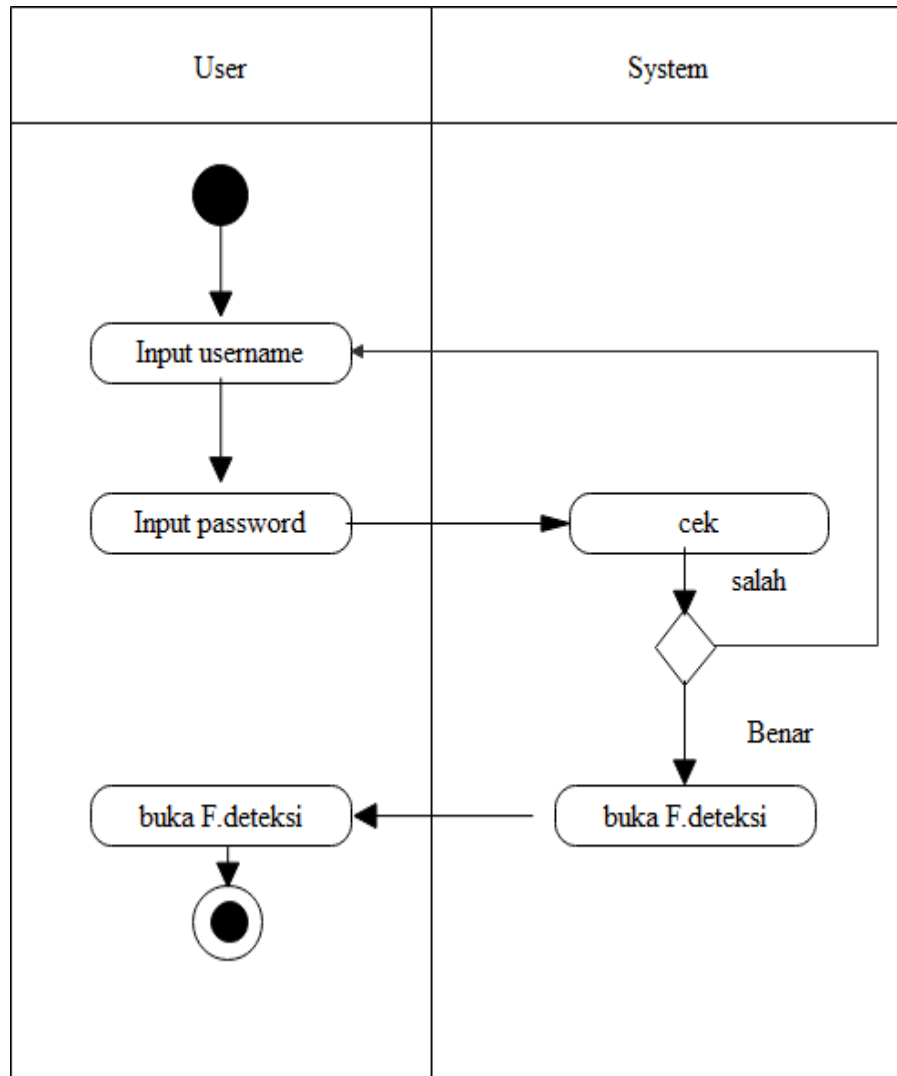 User
System
Input username
Input password
cek
salah
Benar
buka F.deteksi
buka F.deteksi